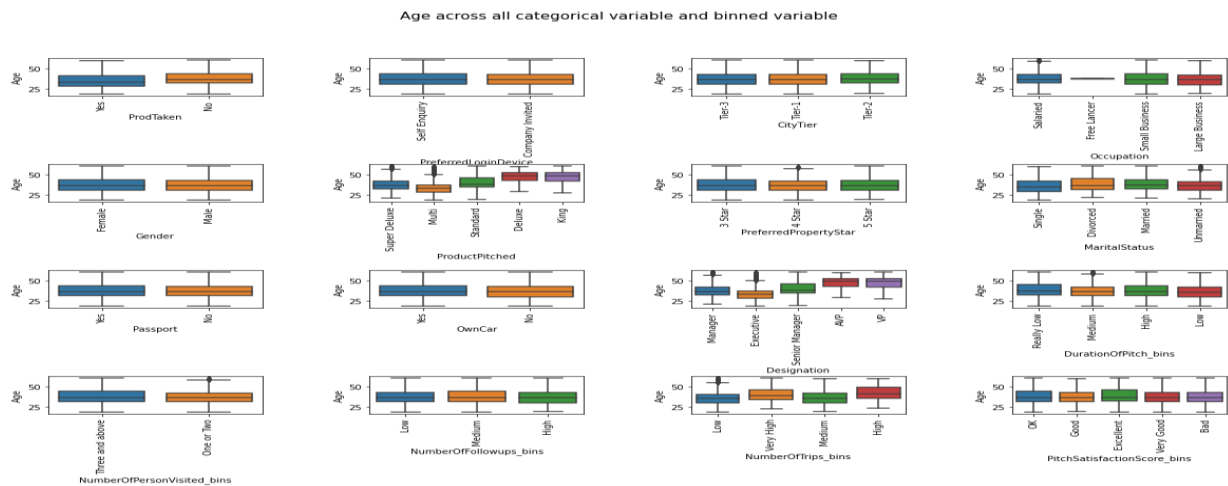 Age across all categorical variable and binned variable
Age
50
25
Yes
No
ProdTaken
Age
50
25
Self Enquiry
Company Invited
PreferredLoginDevice
Age
50
25
Tier-3
Tier-1
Tier-2
CityTier
Age
50
25
Salaried
Free Lancer
Small Business
Large Business
Occupation
Age
50
25
Female
Male
Gender
Age
50
25
Super Deluxe
Multi
Standard
Deluxe
King
ProductPitched
Age
50
25
3 Star
4 Star
5 Star
PreferredPropertyStar
Age
50
25
Single
Divorced
Married
Unmarried
MaritalStatus
Age
50
25
Yes
No
Passport
Age
50
25
Yes
No
OwnCar
Age
50
25
Manager
Executive
Senior Manager
AVP
VP
Designation
Age
50
25
Really Low
Medium
High
Low
DurationOfPitch_bins
Age
50
25
Three and above
One or Two
NumberOfPersonVisited_bins
Age
50
25
Low
Medium
High
NumberOfFollowups_bins
Age
50
25
Low
Very High
Medium
High
NumberOfTrips_bins
Age
50
25
OK
Good
Excellent
Very Good
Bad
PitchSatisfactionScore_bins